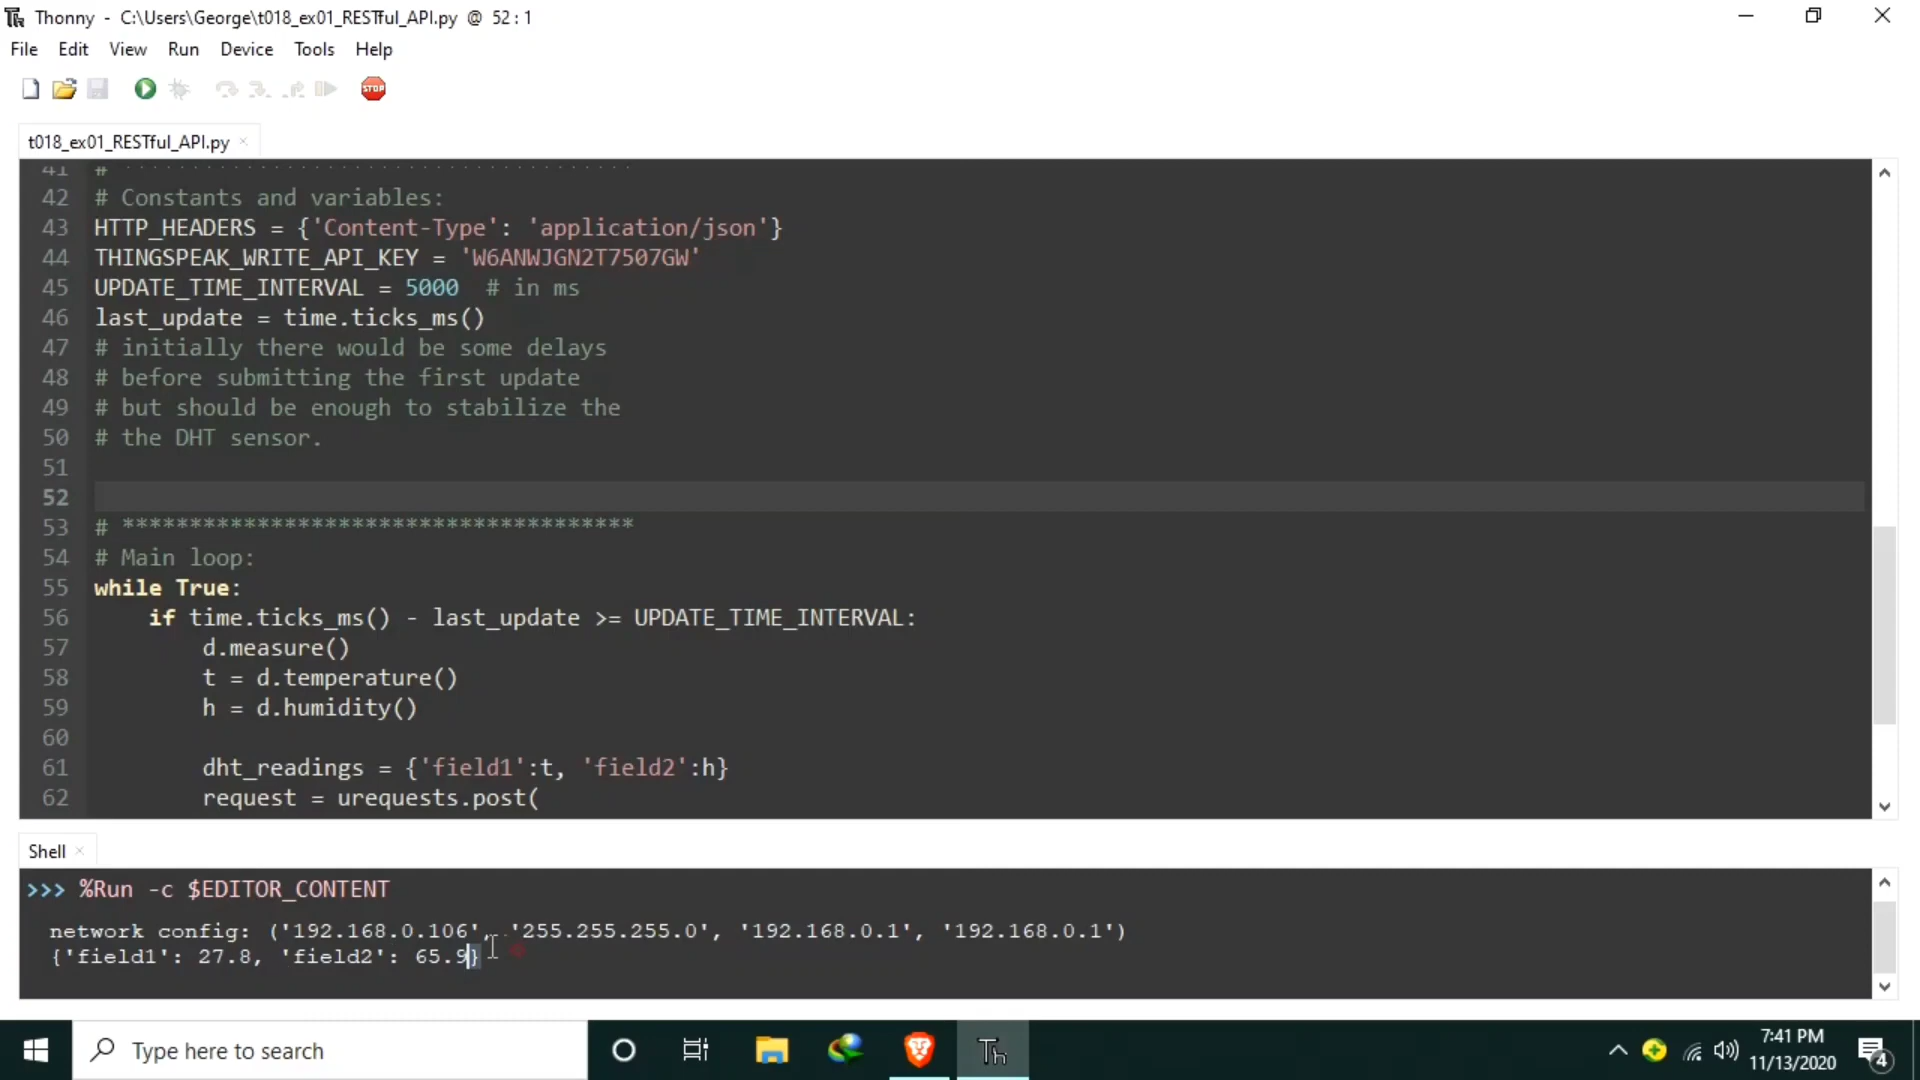 Thonny - C:\Users\George\t018_ex01_RESTful_API.py @ 52 : 1
File Edit View Run Device Tools Help
STOP
t018_ex01_RESTful_API.py
41 # **************************************
42 # Constants and variables:
43 HTTP_HEADERS = {'Content-Type': 'application/json'}
44 THINGSPEAK_WRITE_API_KEY = 'W6ANWJGN2T7507GW'
45 UPDATE_TIME_INTERVAL = 5000  # in ms
46 last_update = time.ticks_ms()
47 # initially there would be some delays
48 # before submitting the first update
49 # but should be enough to stabilize the
50 # the DHT sensor.
51
52
53 # **************************************
54 # Main loop:
55 while True:
56     if time.ticks_ms() - last_update >= UPDATE_TIME_INTERVAL:
57         d.measure()
58         t = d.temperature()
59         h = d.humidity()
60
61         dht_readings = {'field1':t, 'field2':h}
62         request = urequests.post(
Shell
>>> %Run -c $EDITOR_CONTENT
network config: ('192.168.0.106', '255.255.255.0', '192.168.0.1', '192.168.0.1')
{'field1': 27.8, 'field2': 65.9}
Type here to search
Th
7:41 PM
11/13/2020
4